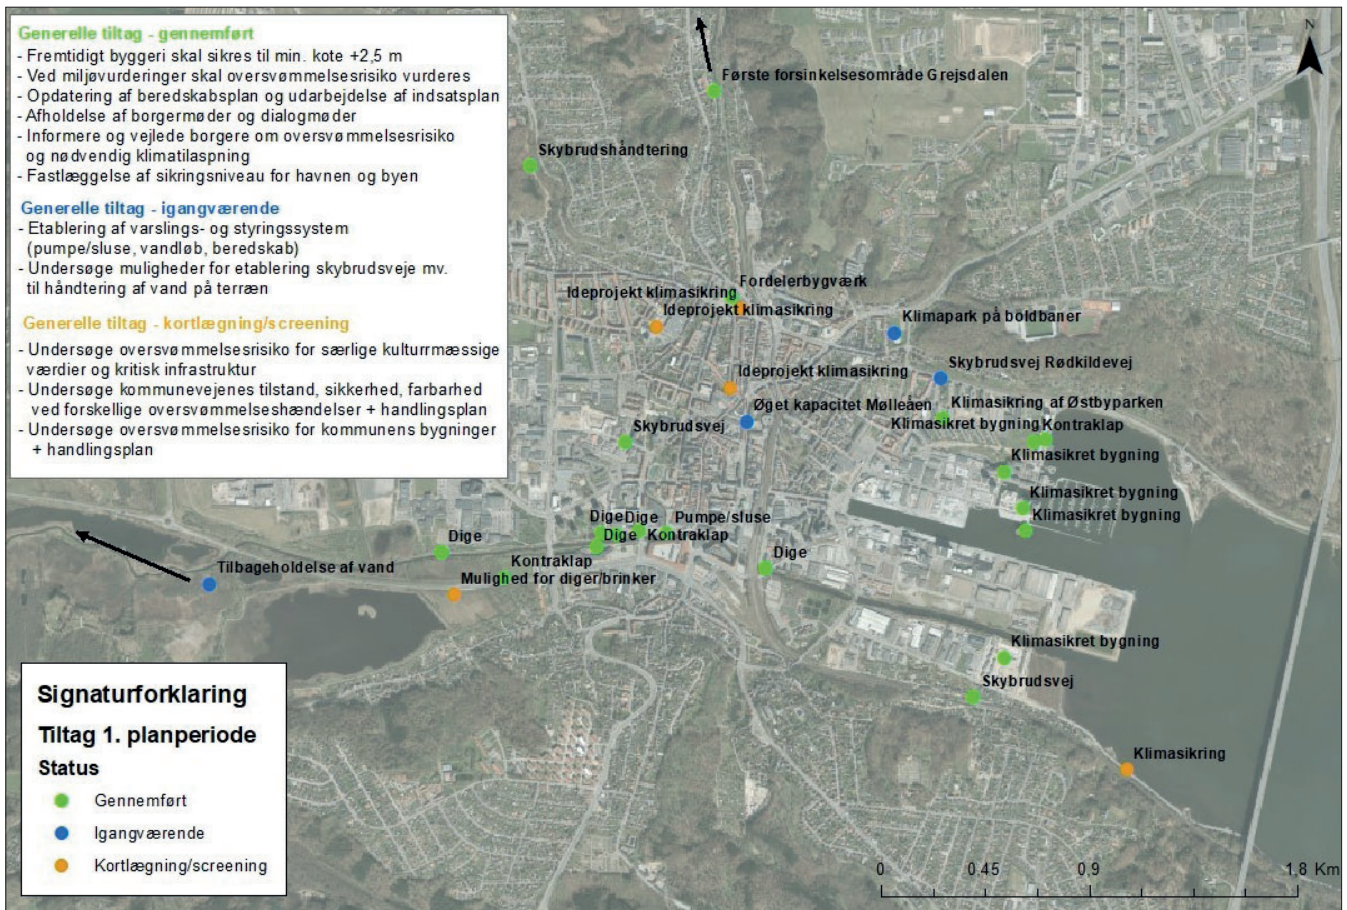 Generelle tiltag - gennemført
- Fremtidigt byggeri skal sikres til min. kote +2,5 m
- Ved miljøvurderinger skal oversvømmelsesrisiko vurderes
- Opdatering af beredskabsplan og udarbejdelse af indsatsplan
- Afholdelse af borgermøder og dialogmøder
- Informere og vejlede borgere om oversvømmelsesrisiko
og nødvendig klimatilaspning
- Fastlæggelse af sikringsniveau for havnen og byen
Generelle tiltag - igangværende
- Etablering af varslings- og styringssystem
(pumpe/sluse, vandløb, beredskab)
- Undersøge muligheder for etablering skybrudsveje mv.
til håndtering af vand på terræn
Generelle tiltag - kortlægning/screening
- Undersøge oversvømmelsesrisiko for særlige kulturrmæssige
værdier og kritisk infrastruktur
- Undersøge kommunevejenes tilstand, sikkerhed, farbarhed
ved forskellige oversvømmelseshændelser + handlingsplan
- Undersøge oversvømmelsesrisiko for kommunens bygninger
+ handlingsplan
N
Første forsinkelsesområde Grejsdalen
Skybrudshåndtering
Fordelerbygværk
Ideprojekt klimasikring
Ideprojekt klimasikring
Klimapark på boldbaner
Skybrudsvej Rødkildevej
Ideprojekt klimasikring
Øget kapacitet Mølleåen
Klimasikring af Østbyparken
Klimasikret bygning
Kontraklap
Skybrudsvej
Klimasikret bygning
Klimasikret bygning
Klimasikret bygning
Dige
Dige
Pumpe/sluse
Dige
Dige
Kontraklap
Dige
Kontraklap
Tilbageholdelse af vand
Mulighed for diger/brinker
Klimasikret bygning
Skybrudsvej
Klimasikring
Signaturforklaring
Tiltag 1. planperiode
Status
Gennemført
Igangværende
Kortlægning/screening
0 0.45 0.9 1.8 Km